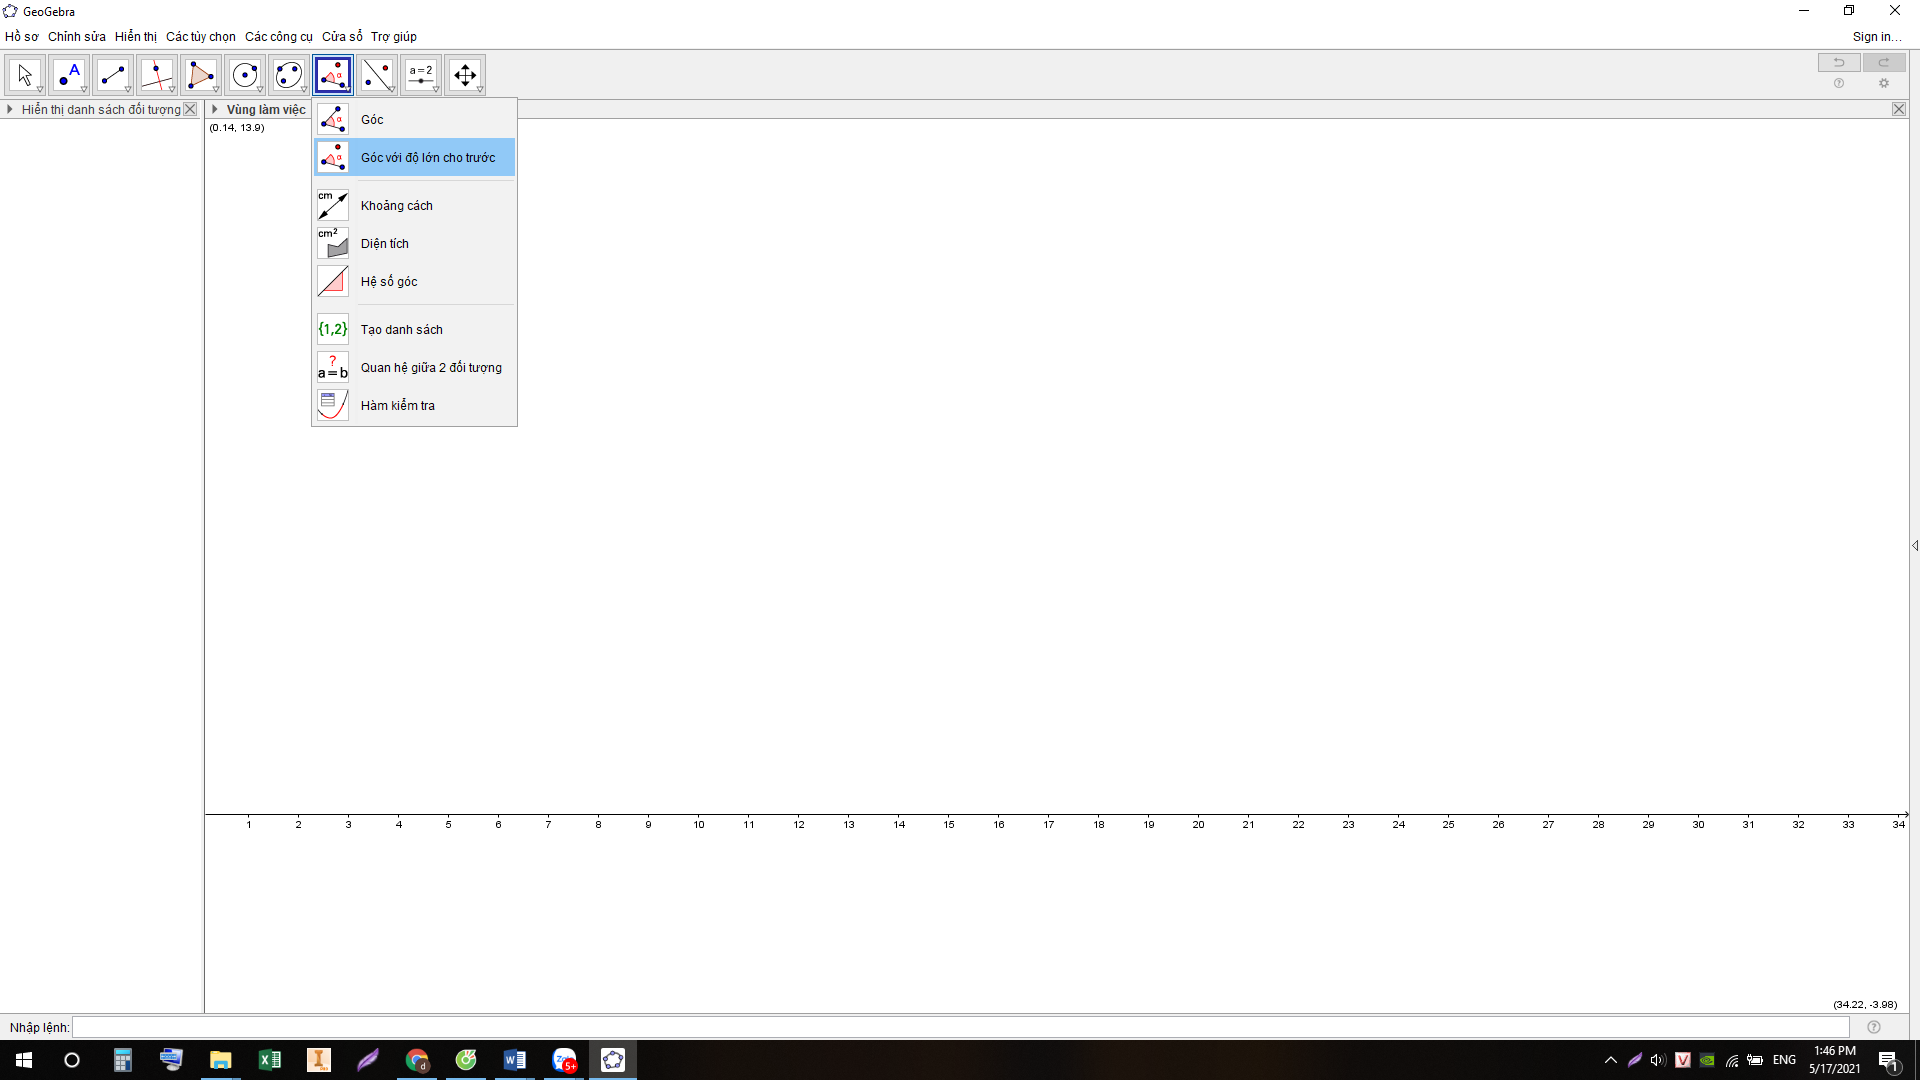 GeoGebra
Hồ sơ Chỉnh sửa Hiển thị Các tùy chọn Các công cụ Cửa sổ Trợ giúp
Sign in...
A
α
a = 2
Hiển thị danh sách đối tượng
Vùng làm việc
(0.14, 13.9)
α Góc
α Góc với độ lớn cho trước
cm Khoảng cách
cm² Diện tích
Hệ số góc
{1,2} Tạo danh sách
? a=b Quan hệ giữa 2 đối tượng
Hàm kiểm tra
1 2 3 4 5 6 7 8 9 10 11 12 13 14 15 16 17 18 19 20 21 22 23 24 25 26 27 28 29 30 31 32 33 34
(34.22, -3.98)
Nhập lệnh:
5+
ENG
1:46 PM
5/17/2021
1